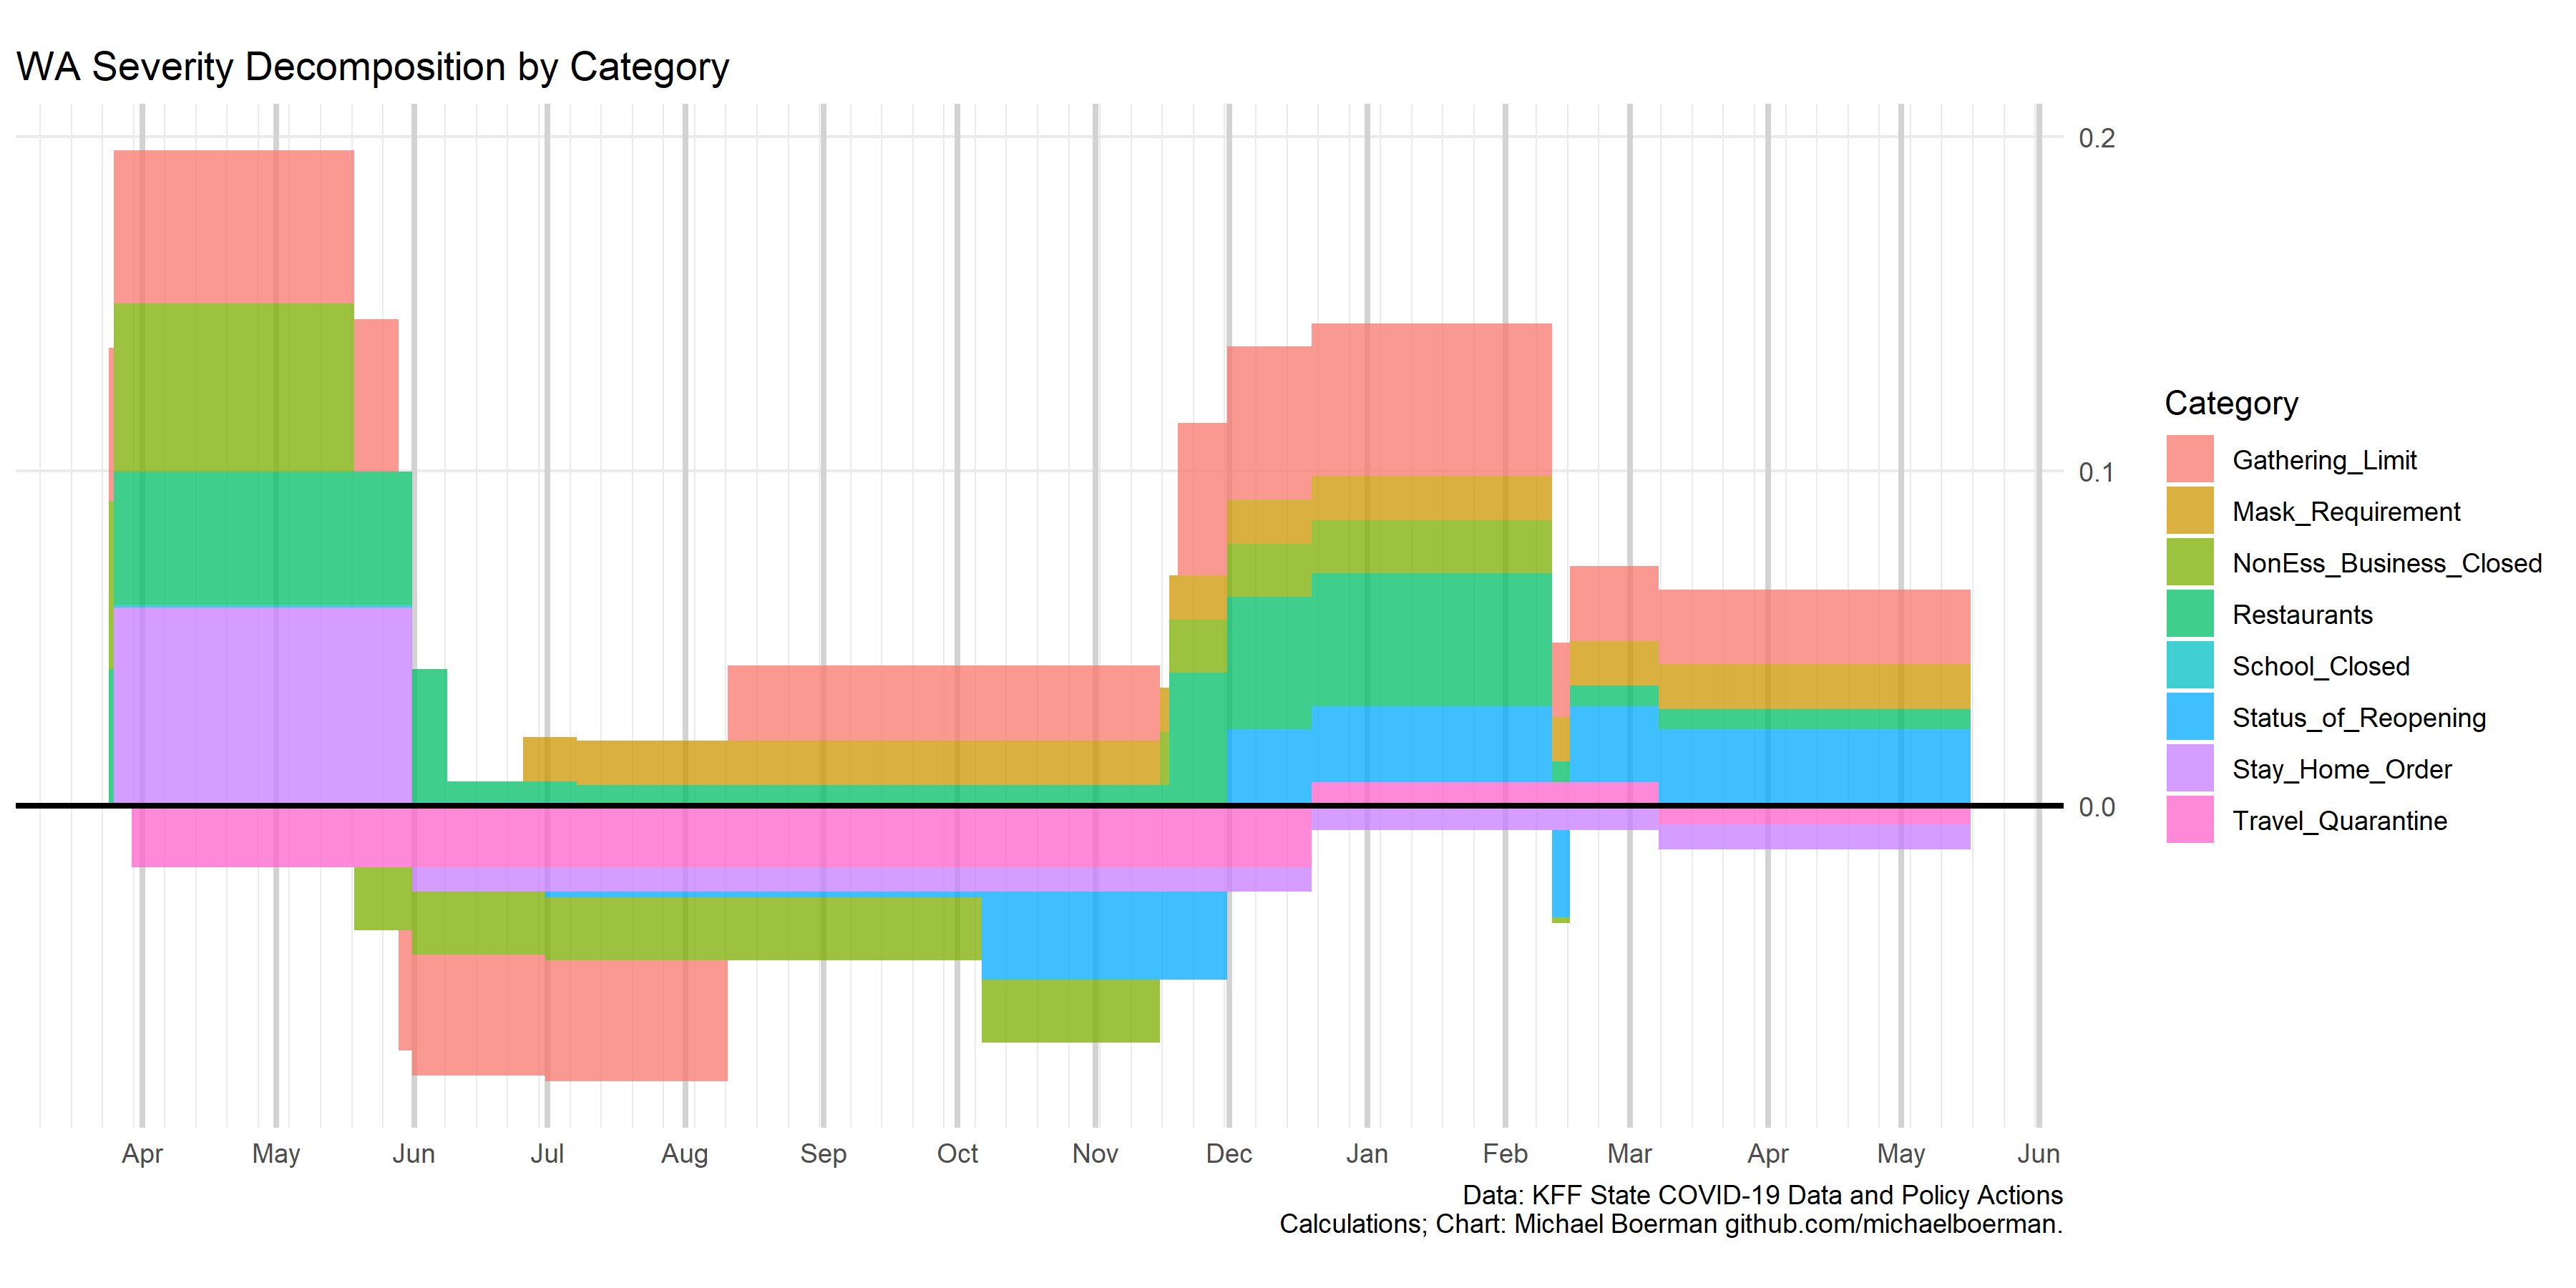 WA Severity Decomposition by Category
0.2
0.1
0.0
Apr May Jun Jul Aug Sep Oct Nov Dec Jan Feb Mar Apr May Jun
Data: KFF State COVID-19 Data and Policy Actions
Calculations; Chart: Michael Boerman github.com/michaelboerman.
Category
Gathering_Limit
Mask_Requirement
NonEss_Business_Closed
Restaurants
School_Closed
Status_of_Reopening
Stay_Home_Order
Travel_Quarantine